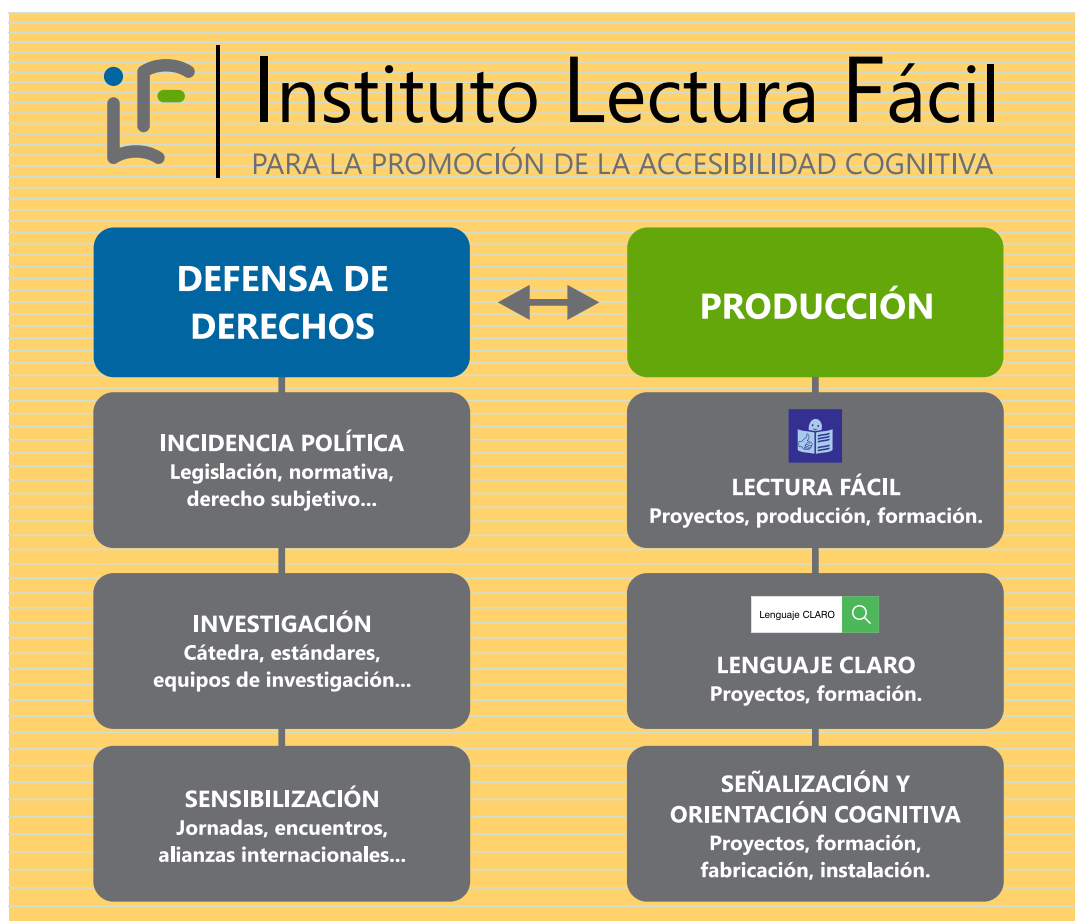 Instituto Lectura Fácil
PARA LA PROMOCIÓN DE LA ACCESIBILIDAD COGNITIVA
DEFENSA DE
DERECHOS
INCIDENCIA POLÍTICA
Legislación, normativa,
derecho subjetivo...
INVESTIGACIÓN
Cátedra, estándares,
equipos de investigación...
SENSIBILIZACIÓN
Jornadas, encuentros,
alianzas internacionales...
PRODUCCIÓN
LECTURA FÁCIL
Proyectos, producción, formación.
Lenguaje CLARO
LENGUAJE CLARO
Proyectos, formación.
SEÑALIZACIÓN Y
ORIENTACIÓN COGNITIVA
Proyectos, formación,
fabricación, instalación.